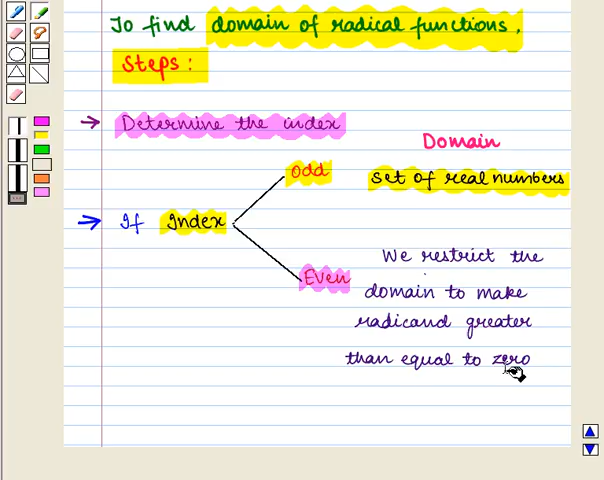 To find domain of radical functions.
Steps:
→ Determine the index
Domain
Odd set of real numbers
→ If Index
Even We restrict the
domain to make
radicand greater
than equal to zero